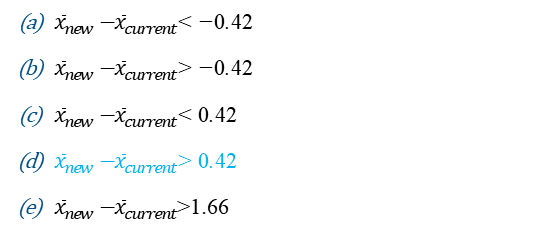 (a) x̄new −x̄current< −0.42
(b) x̄new −x̄current> −0.42
(c) x̄new −x̄current< 0.42
(d) x̄new −x̄current> 0.42
(e) x̄new −x̄current>1.66